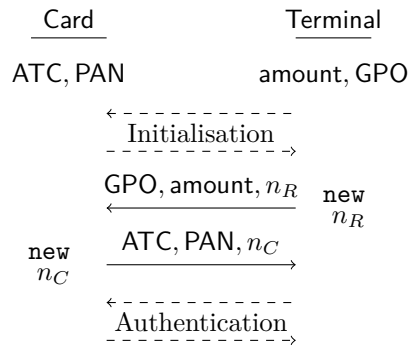 Card Terminal
ATC, PAN amount, GPO
Initialisation
GPO, amount, n_R
new
n_R
ATC, PAN, n_C
new
n_C
Authentication